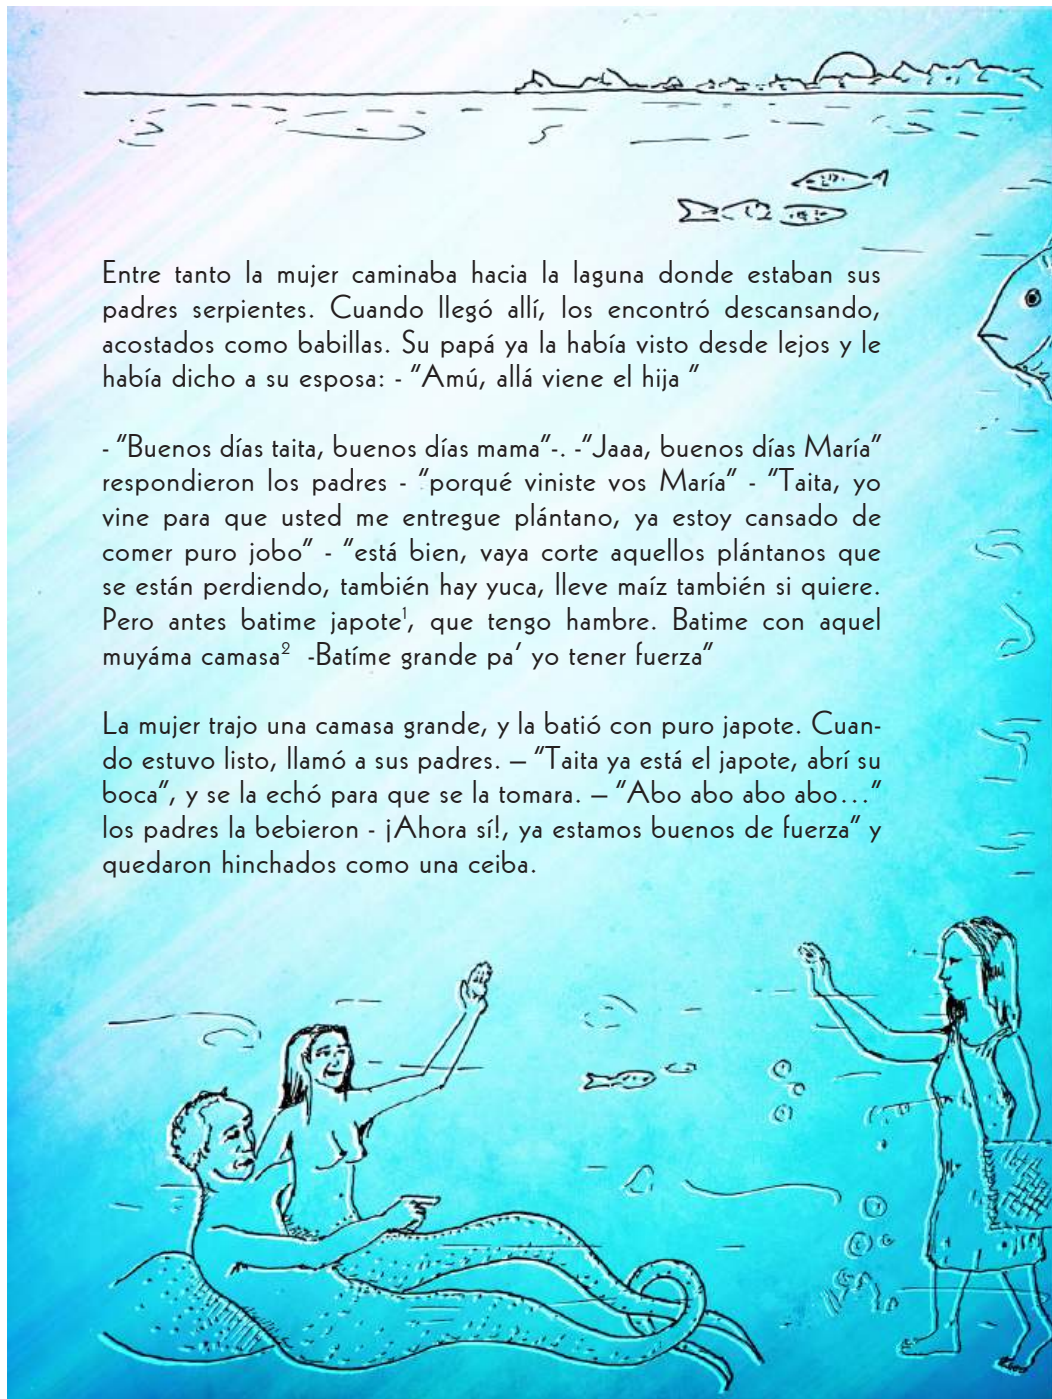 Entre tanto la mujer caminaba hacia la laguna donde estaban sus
padres serpientes. Cuando llegó allí, los encontró descansando,
acostados como babillas. Su papá ya la había visto desde lejos y le
había dicho a su esposa: - "Amú, allá viene el hija "

- "Buenos días taita, buenos días mama"-. -"Jaaa, buenos días María"
respondieron los padres - "porqué viniste vos María" - "Taita, yo
vine para que usted me entregue plántano, ya estoy cansado de
comer puro jobo" - "está bien, vaya corte aquellos plántanos que
se están perdiendo, también hay yuca, lleve maíz también si quiere.
Pero antes batime japote¹, que tengo hambre. Batime con aquel
muyáma camasa² -Batíme grande pa' yo tener fuerza"

La mujer trajo una camasa grande, y la batió con puro japote. Cuan-
do estuvo listo, llamó a sus padres. — "Taita ya está el japote, abrí su
boca", y se la echó para que se la tomara. — "Abo abo abo abo..."
los padres la bebieron - ¡Ahora sí!, ya estamos buenos de fuerza" y
quedaron hinchados como una ceiba.